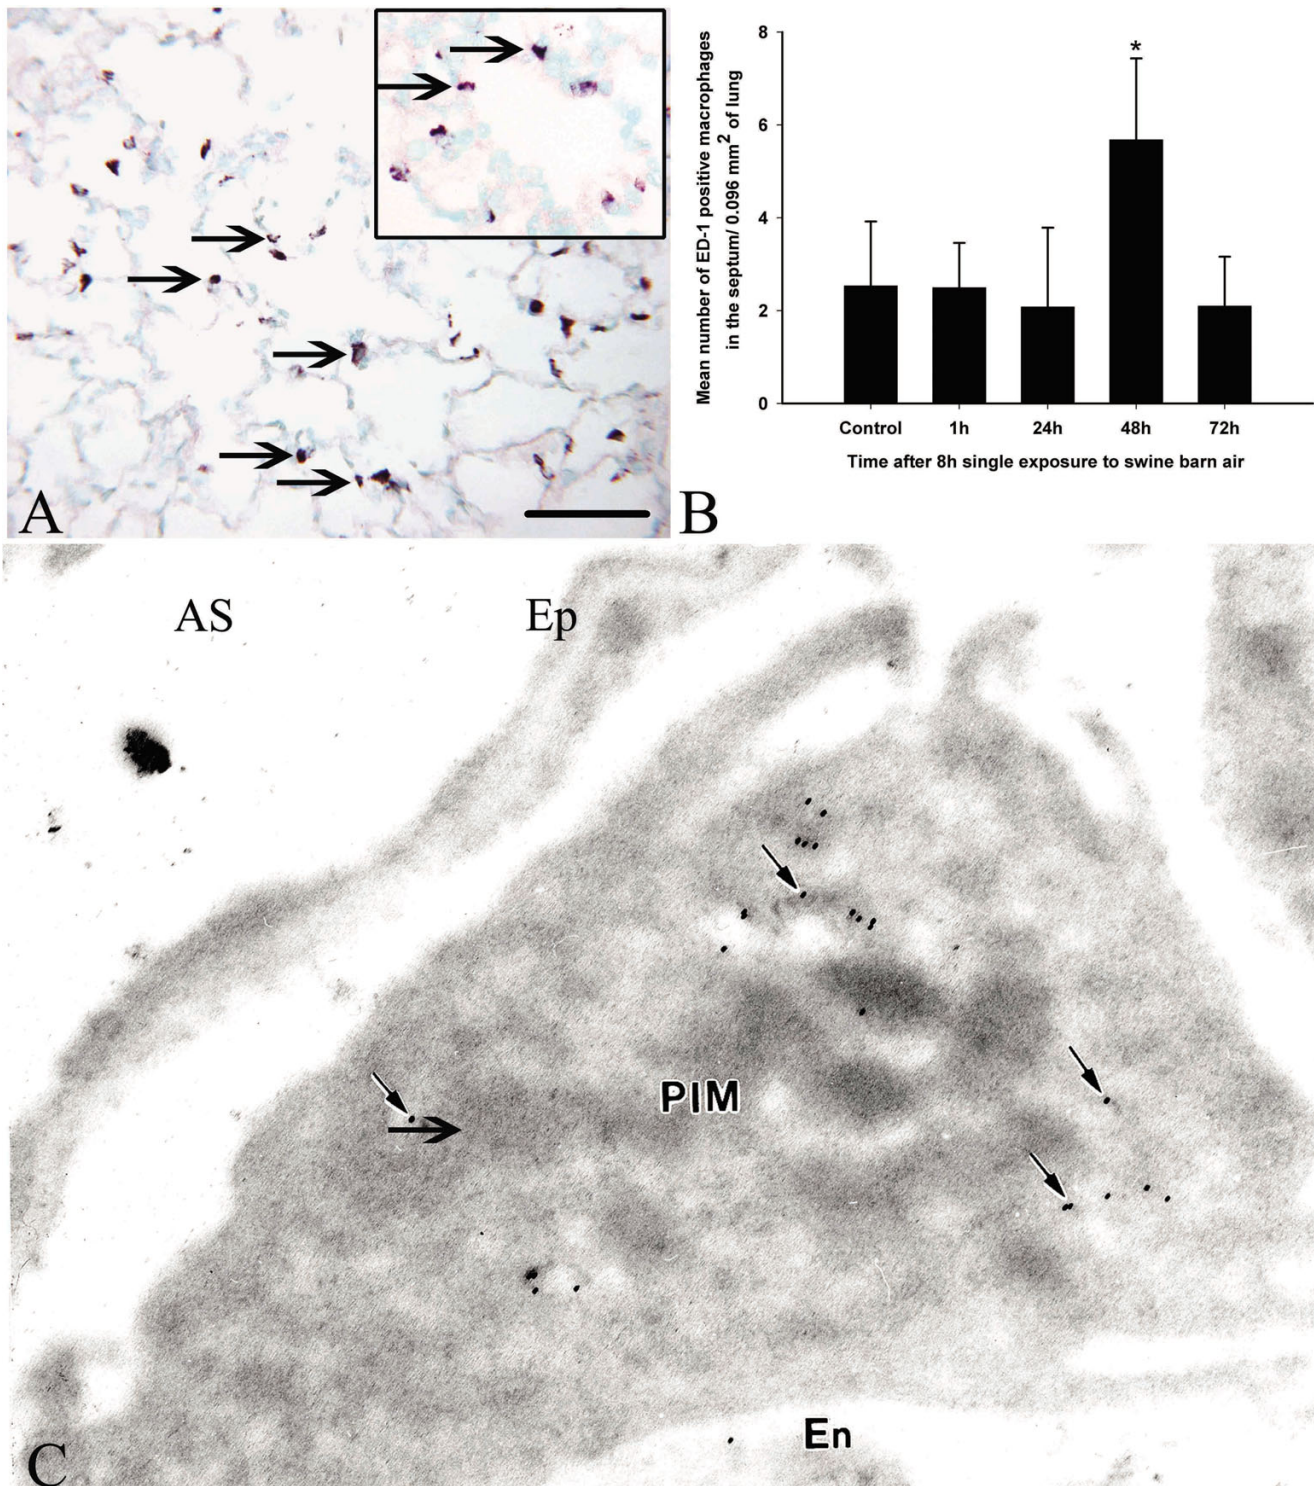 A
B
Mean number of ED-1 positive macrophages
in the septum/ 0.096 mm² of lung
8
*
6
4
2
0
Control 1h 24h 48h 72h
Time after 8h single exposure to swine barn air
AS Ep
PIM
En
C